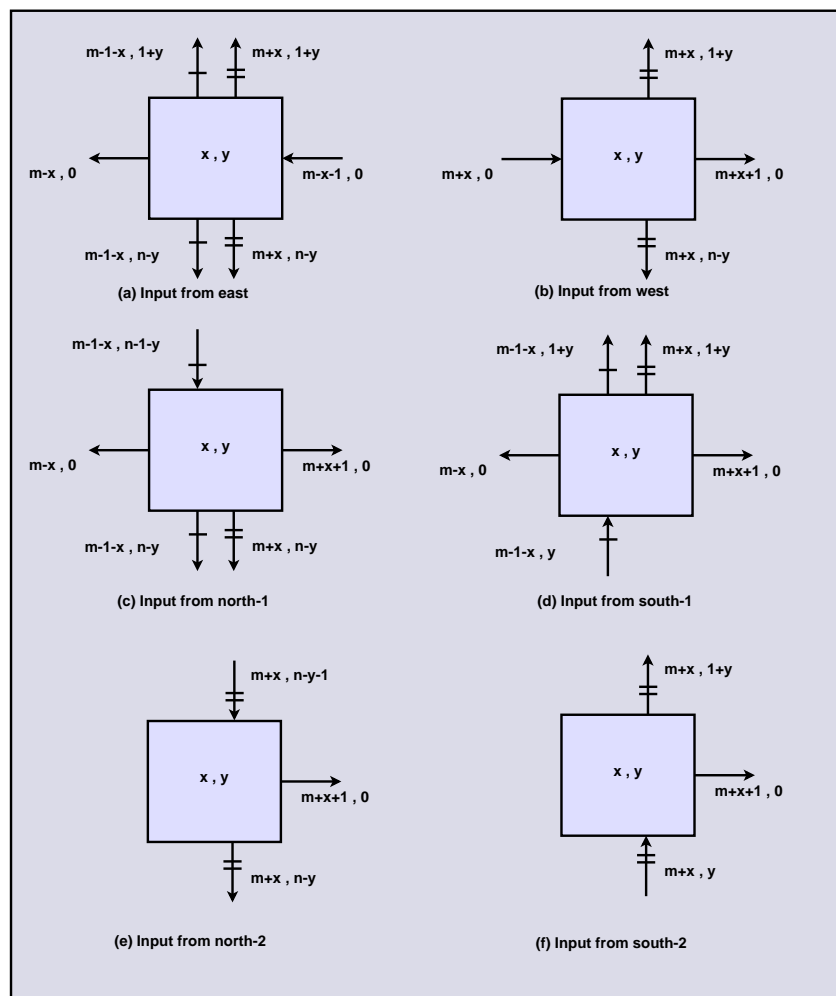 m-1-x , 1+y
m+x , 1+y
x , y
m-x , 0
m-x-1 , 0
m-1-x , n-y
m+x , n-y
(a) Input from east
m+x , 1+y
x , y
m+x , 0
m+x+1 , 0
m+x , n-y
(b) Input from west
m-1-x , n-1-y
x , y
m-x , 0
m+x+1 , 0
m-1-x , n-y
m+x , n-y
(c) Input from north-1
m-1-x , 1+y
m+x , 1+y
x , y
m-x , 0
m+x+1 , 0
m-1-x , y
(d) Input from south-1
m+x , n-y-1
x , y
m+x+1 , 0
m+x , n-y
(e) Input from north-2
m+x , 1+y
x , y
m+x+1 , 0
m+x , y
(f) Input from south-2